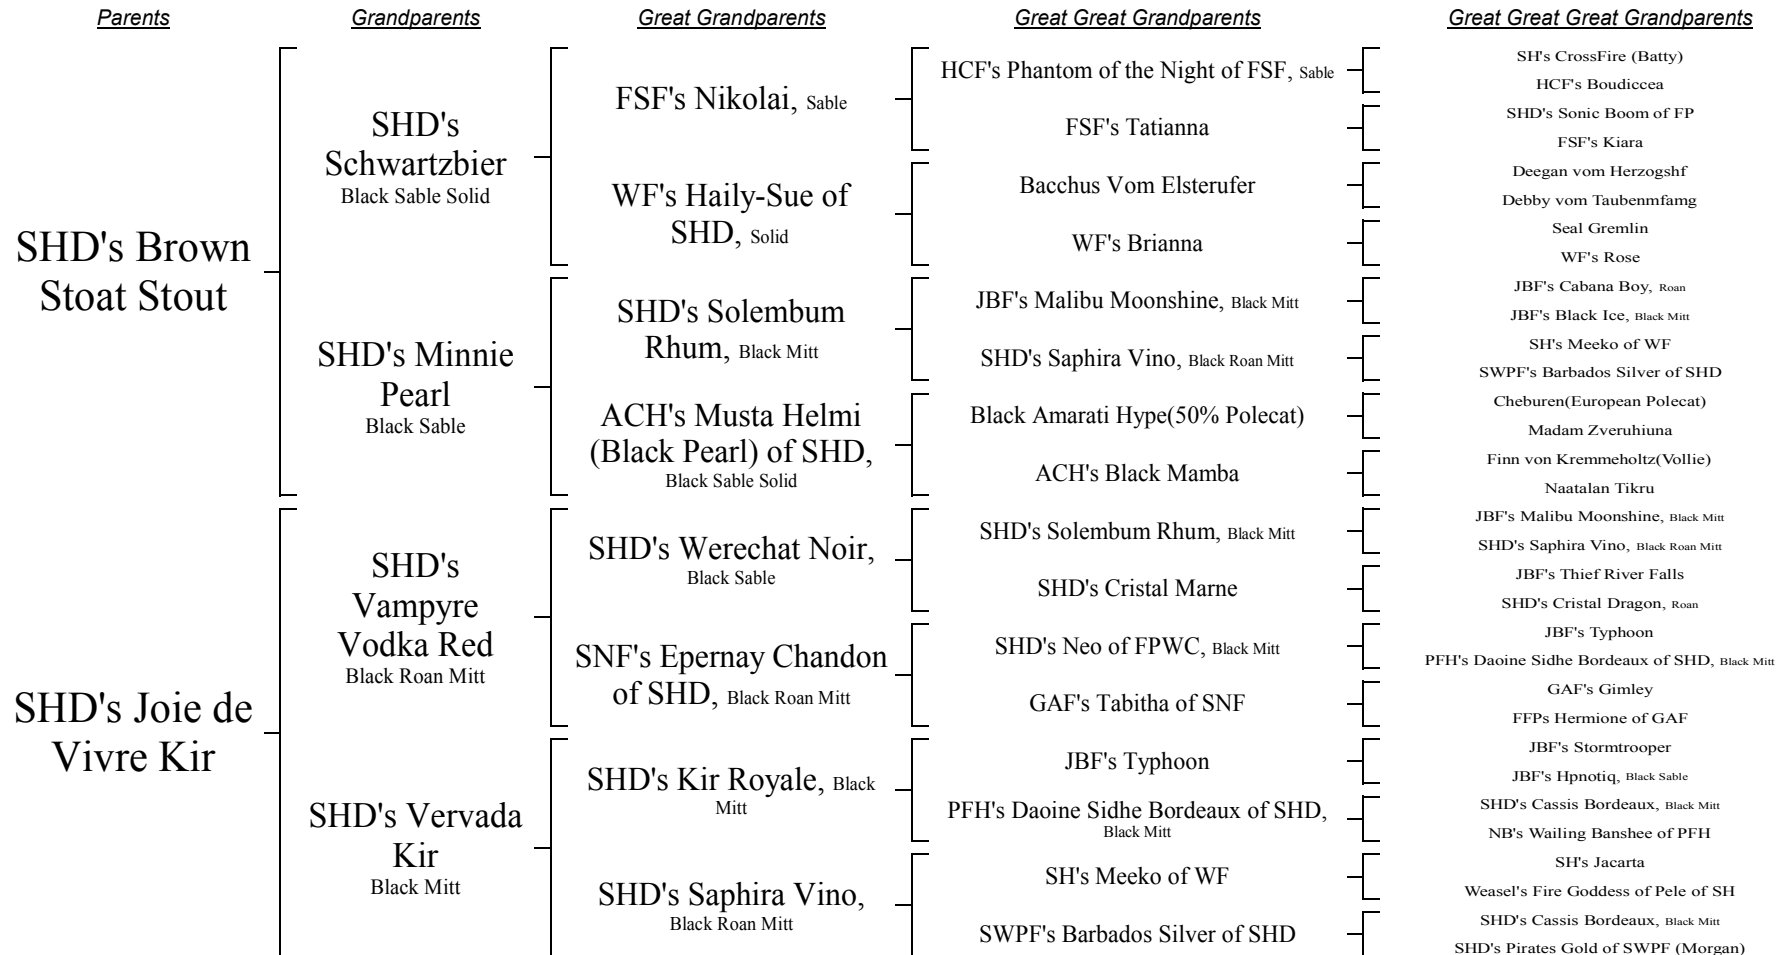 Parents
Grandparents
Great Grandparents
Great Great Grandparents
Great Great Great Grandparents
SHD's Brown
Stoat Stout
SHD's Joie de
Vivre Kir
SHD's
Schwartzbier
Black Sable Solid
SHD's Minnie
Pearl
Black Sable
SHD's
Vampyre
Vodka Red
Black Roan Mitt
SHD's Vervada
Kir
Black Mitt
FSF's Nikolai, Sable
WF's Haily-Sue of
SHD, Solid
SHD's Solembum
Rhum, Black Mitt
ACH's Musta Helmi
(Black Pearl) of SHD,
Black Sable Solid
SHD's Werechat Noir,
Black Sable
SNF's Epernay Chandon
of SHD, Black Roan Mitt
SHD's Kir Royale, Black
Mitt
SHD's Saphira Vino,
Black Roan Mitt
HCF's Phantom of the Night of FSF, Sable
FSF's Tatianna
Bacchus Vom Elsterufer
WF's Brianna
JBF's Malibu Moonshine, Black Mitt
SHD's Saphira Vino, Black Roan Mitt
Black Amarati Hype(50% Polecat)
ACH's Black Mamba
SHD's Solembum Rhum, Black Mitt
SHD's Cristal Marne
SHD's Neo of FPWC, Black Mitt
GAF's Tabitha of SNF
JBF's Typhoon
PFH's Daoine Sidhe Bordeaux of SHD,
Black Mitt
SH's Meeko of WF
SWPF's Barbados Silver of SHD
SH's CrossFire (Batty)
HCF's Boudiccea
SHD's Sonic Boom of FP
FSF's Kiara
Deegan vom Herzogshf
Debby vom Taubenmfamg
Seal Gremlin
WF's Rose
JBF's Cabana Boy, Roan
JBF's Black Ice, Black Mitt
SH's Meeko of WF
SWPF's Barbados Silver of SHD
Cheburen(European Polecat)
Madam Zveruhiuna
Finn von Kremmeholtz(Vollie)
Naatalan Tikru
JBF's Malibu Moonshine, Black Mitt
SHD's Saphira Vino, Black Roan Mitt
JBF's Thief River Falls
SHD's Cristal Dragon, Roan
JBF's Typhoon
PFH's Daoine Sidhe Bordeaux of SHD, Black Mitt
GAF's Gimley
FFPs Hermione of GAF
JBF's Stormtrooper
JBF's Hpnotiq, Black Sable
SHD's Cassis Bordeaux, Black Mitt
NB's Wailing Banshee of PFH
SH's Jacarta
Weasel's Fire Goddess of Pele of SH
SHD's Cassis Bordeaux, Black Mitt
SHD's Pirates Gold of SWPF (Morgan)